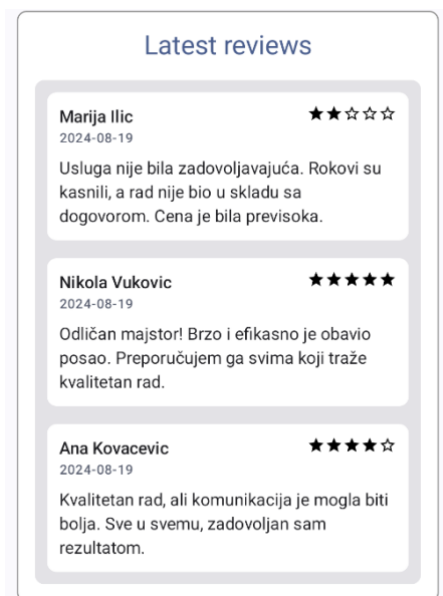 Latest reviews
Marija Ilic
2024-08-19
Usluga nije bila zadovoljavajuća. Rokovi su
kasnili, a rad nije bio u skladu sa
dogovorom. Cena je bila previsoka.
Nikola Vukovic
2024-08-19
Odličan majstor! Brzo i efikasno je obavio
posao. Preporučujem ga svima koji traže
kvalitetan rad.
Ana Kovacevic
2024-08-19
Kvalitetan rad, ali komunikacija je mogla biti
bolja. Sve u svemu, zadovoljan sam
rezultatom.